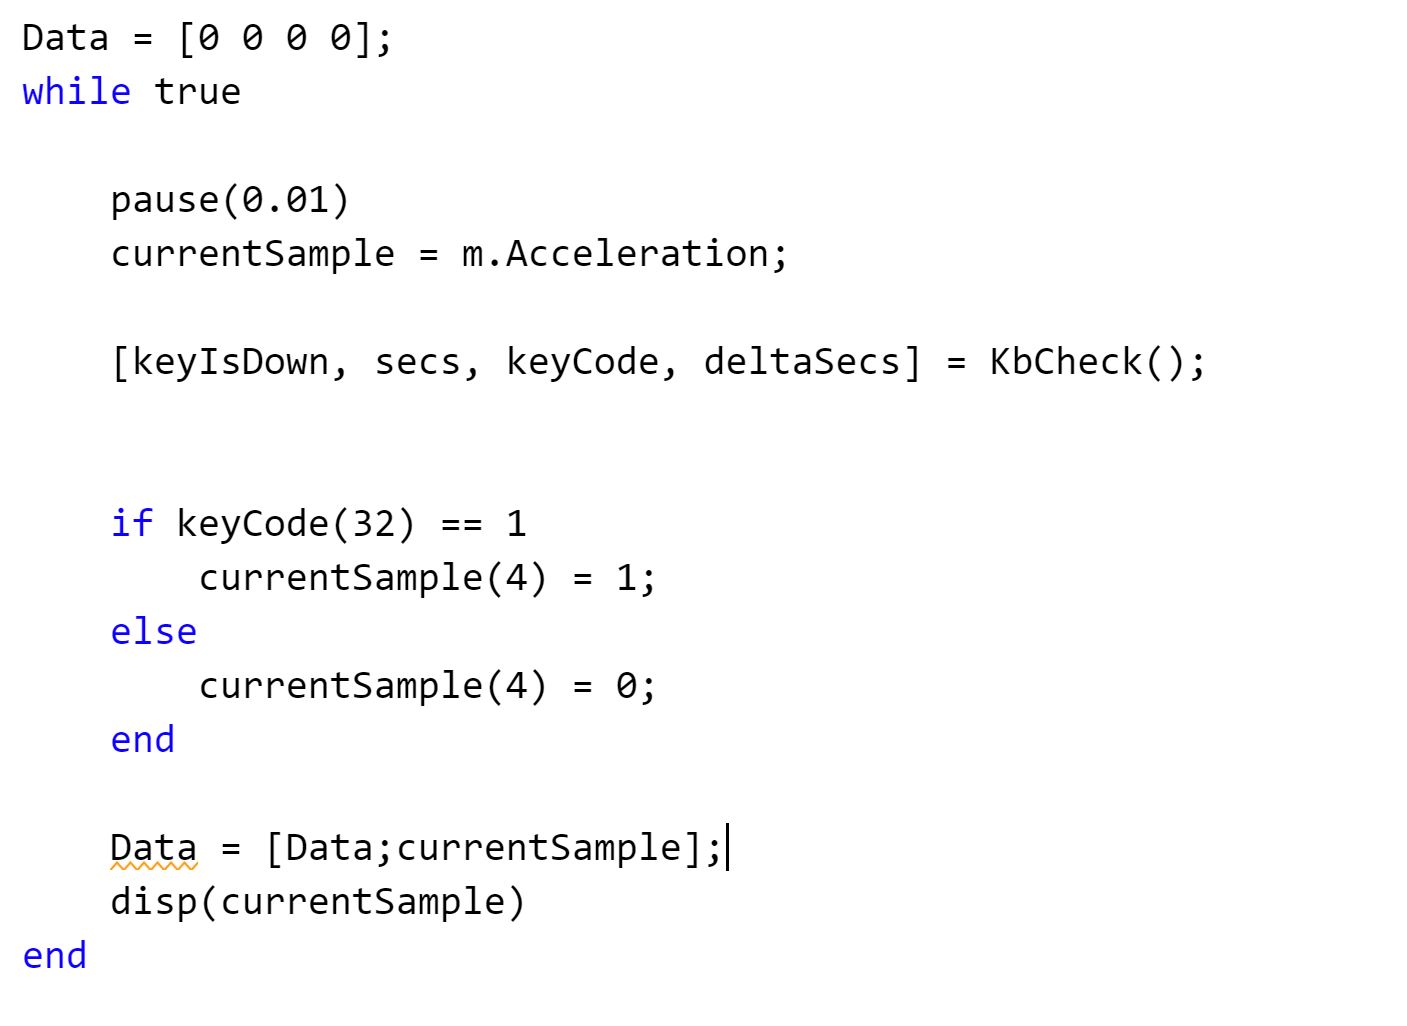 Data = [0 0 0 0];
while true
pause(0.01)
currentSample = m.Acceleration;
[keyIsDown, secs, keyCode, deltaSecs] = KbCheck();
if keyCode(32) == 1
currentSample(4) = 1;
else
currentSample(4) = 0;
end
Data = [Data;currentSample];
disp(currentSample)
end